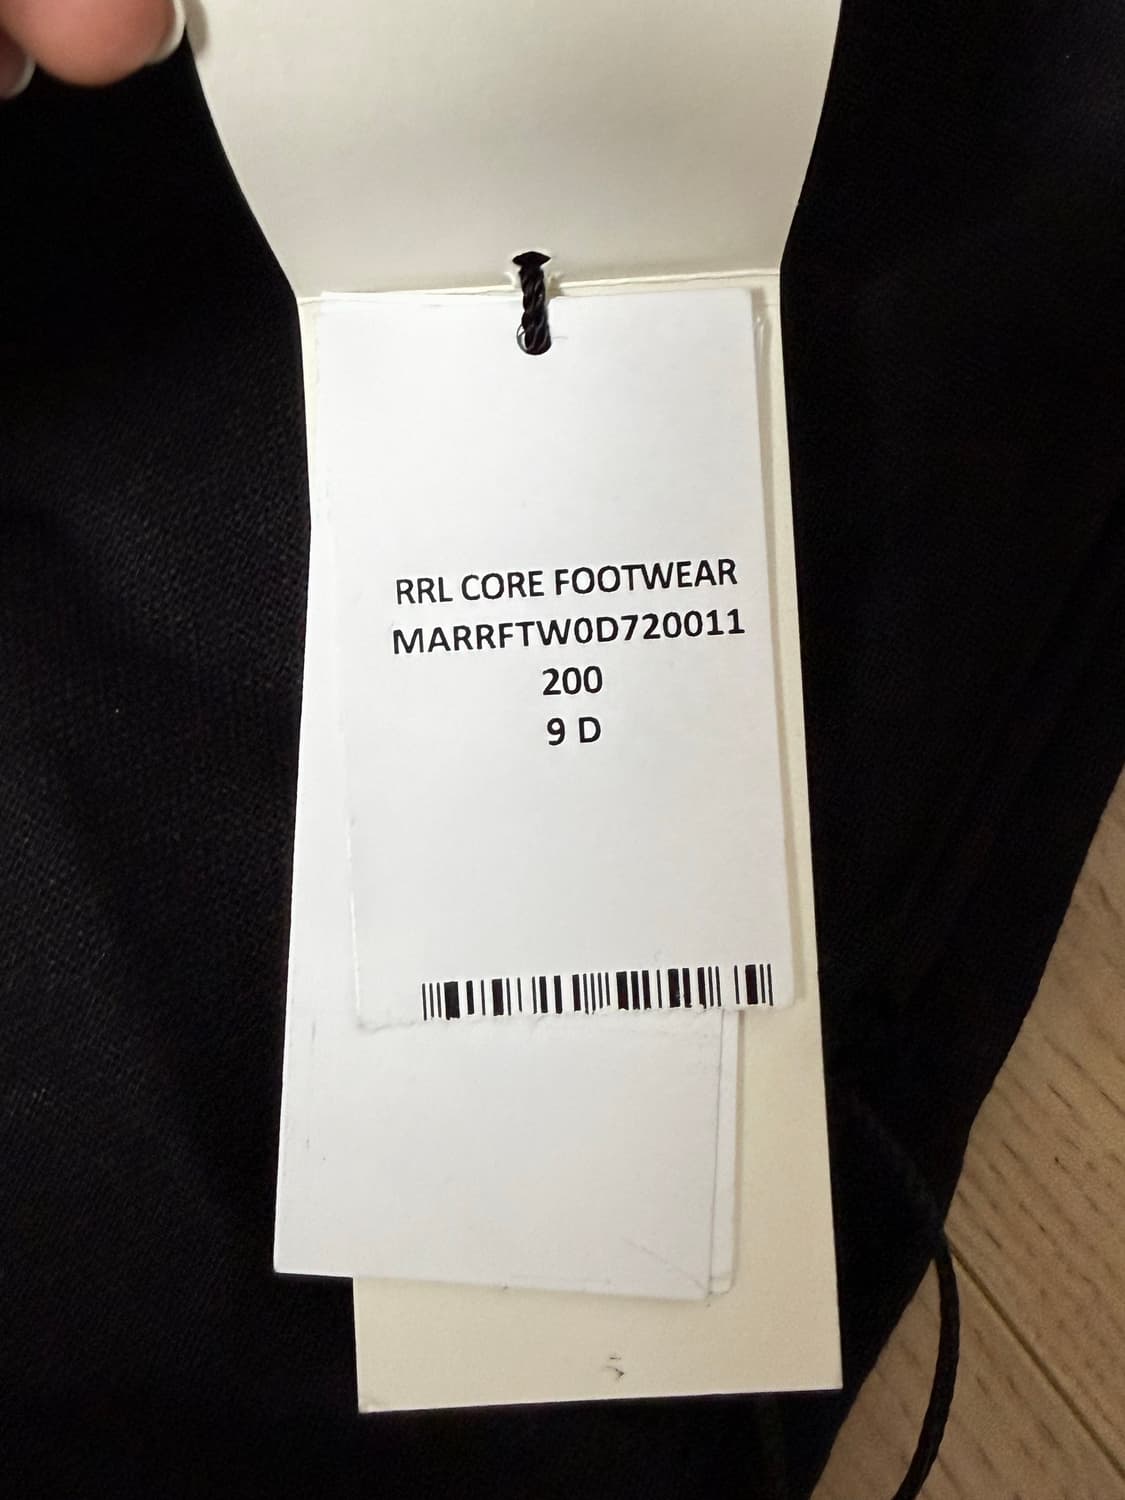 RRL CORE FOOTWEAR
MARRFTW0D720011
200
9 D